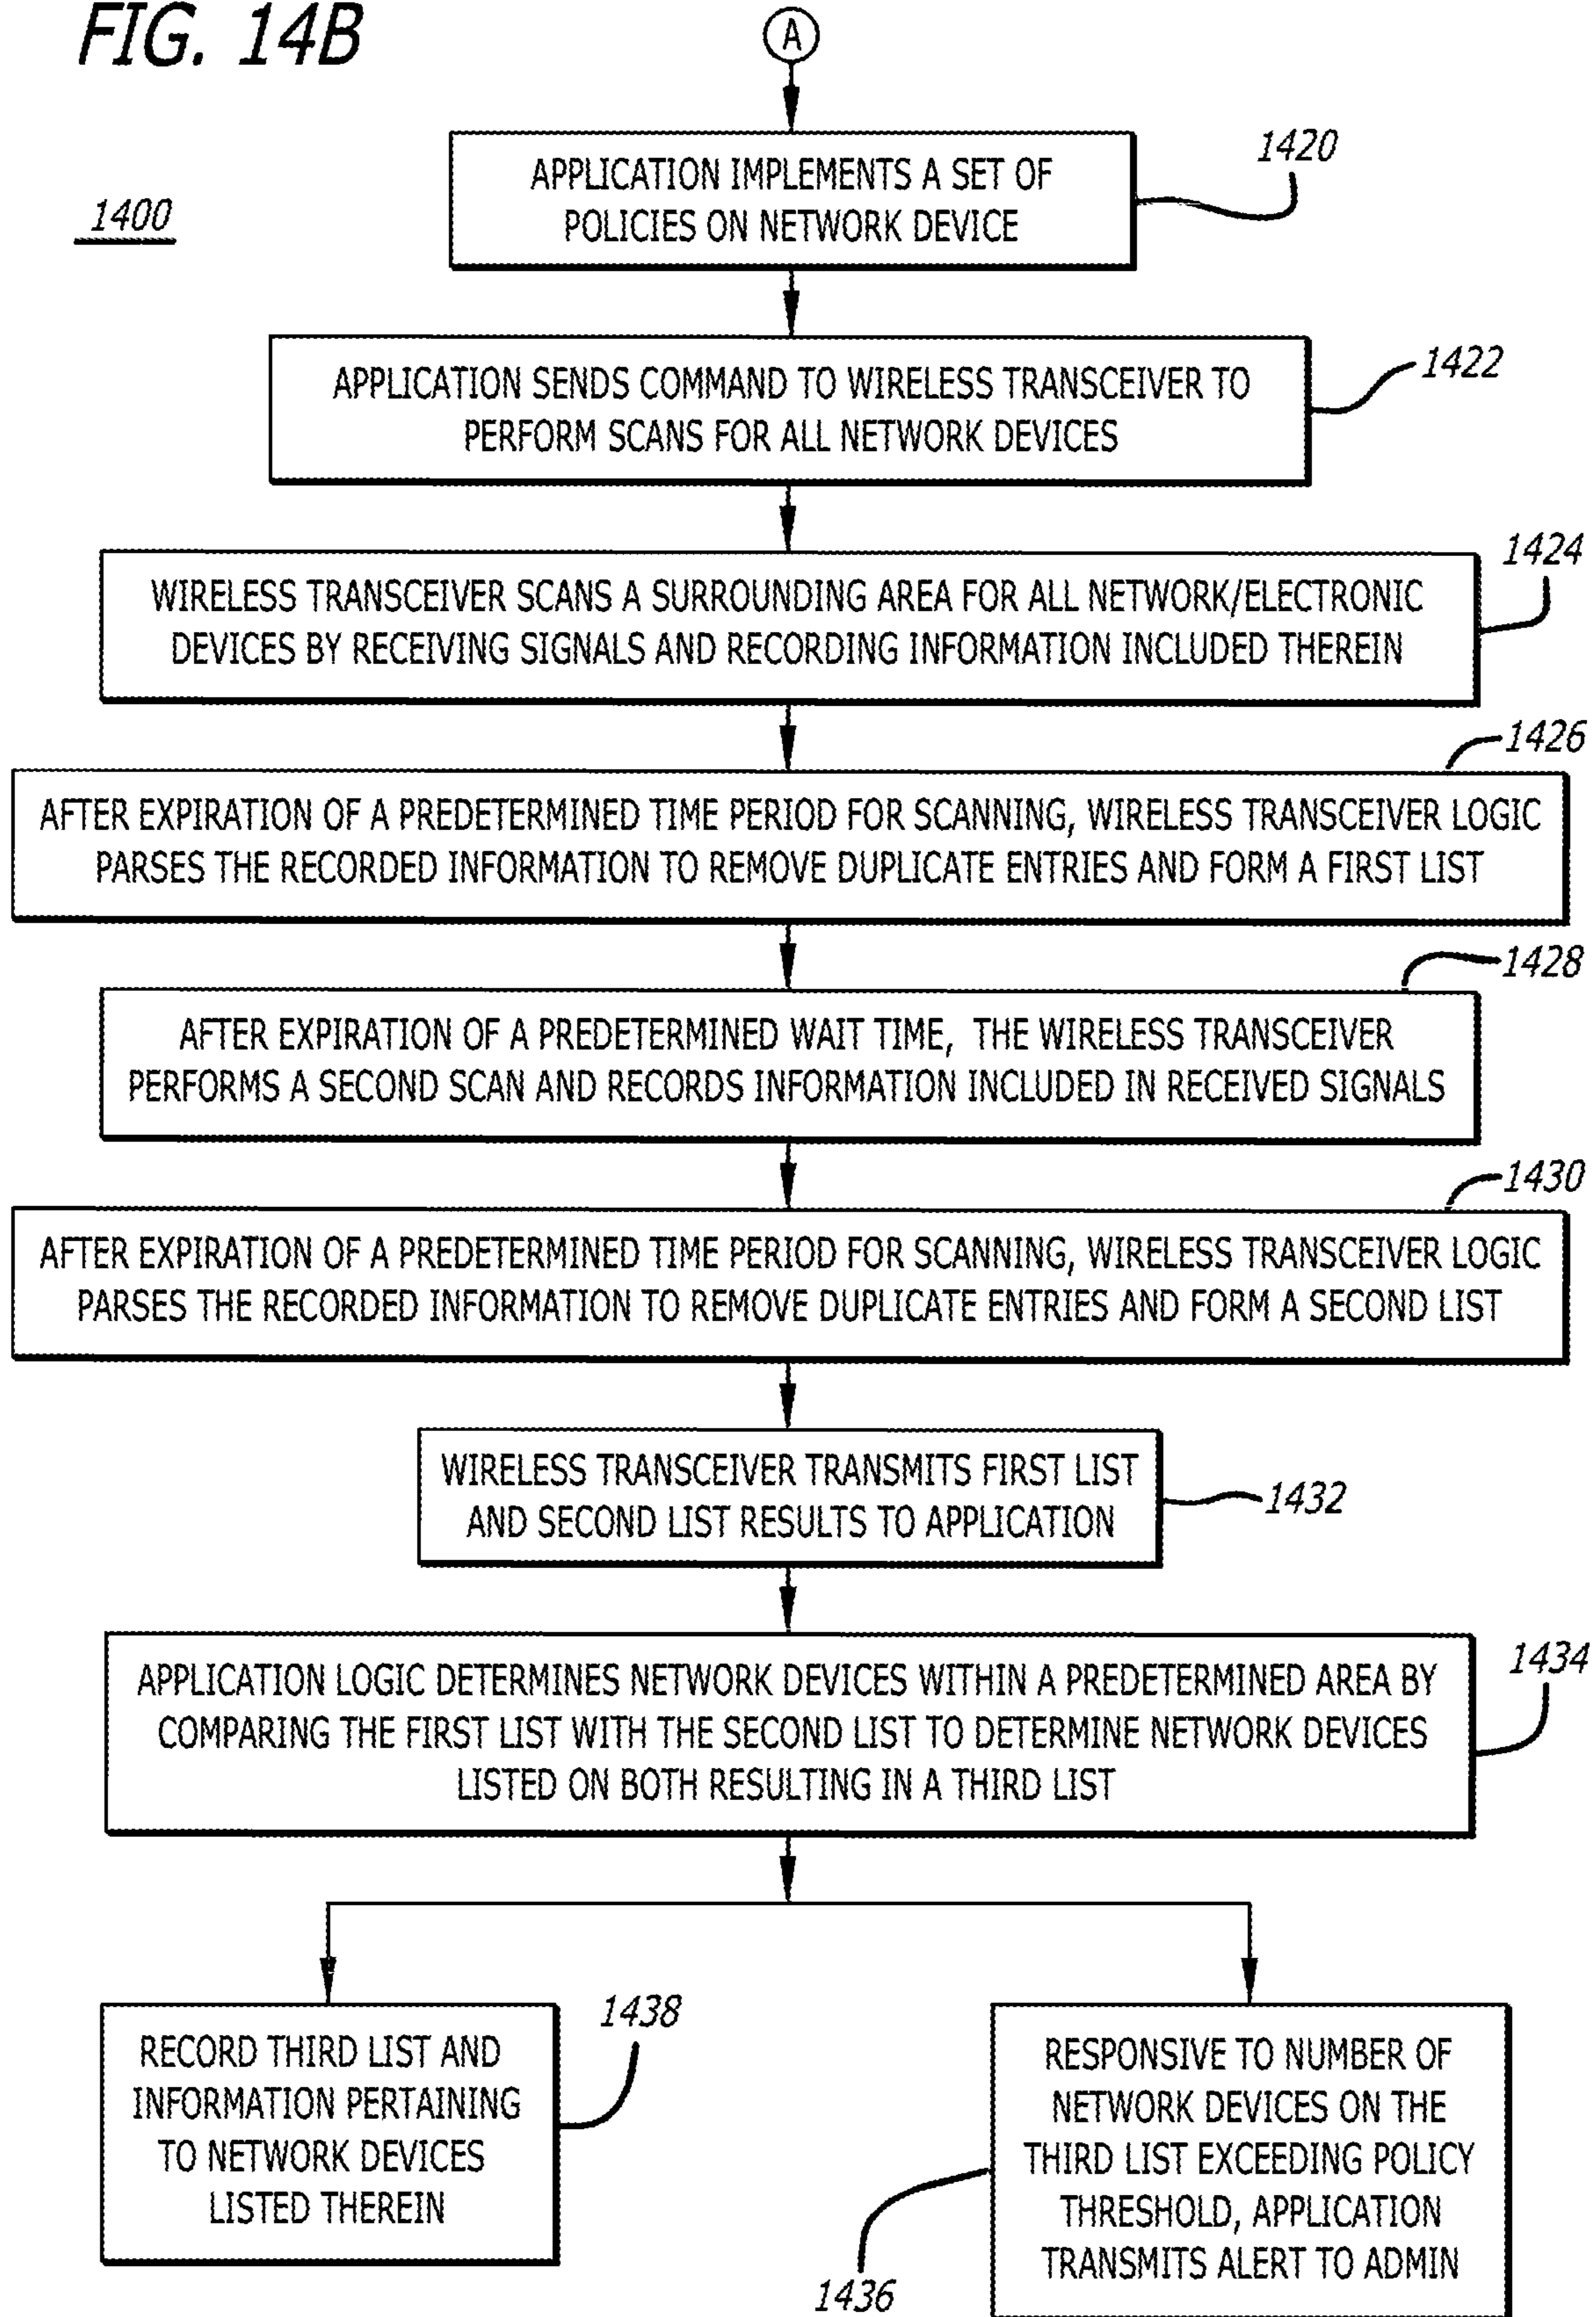 FIG. 14B
A
1400
APPLICATION IMPLEMENTS A SET OF
POLICIES ON NETWORK DEVICE
1420
APPLICATION SENDS COMMAND TO WIRELESS TRANSCEIVER TO
PERFORM SCANS FOR ALL NETWORK DEVICES
1422
WIRELESS TRANSCEIVER SCANS A SURROUNDING AREA FOR ALL NETWORK/ELECTRONIC
DEVICES BY RECEIVING SIGNALS AND RECORDING INFORMATION INCLUDED THEREIN
1424
1426
AFTER EXPIRATION OF A PREDETERMINED TIME PERIOD FOR SCANNING, WIRELESS TRANSCEIVER LOGIC
PARSES THE RECORDED INFORMATION TO REMOVE DUPLICATE ENTRIES AND FORM A FIRST LIST
1428
AFTER EXPIRATION OF A PREDETERMINED WAIT TIME, THE WIRELESS TRANSCEIVER
PERFORMS A SECOND SCAN AND RECORDS INFORMATION INCLUDED IN RECEIVED SIGNALS
1430
AFTER EXPIRATION OF A PREDETERMINED TIME PERIOD FOR SCANNING, WIRELESS TRANSCEIVER LOGIC
PARSES THE RECORDED INFORMATION TO REMOVE DUPLICATE ENTRIES AND FORM A SECOND LIST
WIRELESS TRANSCEIVER TRANSMITS FIRST LIST
AND SECOND LIST RESULTS TO APPLICATION
1432
APPLICATION LOGIC DETERMINES NETWORK DEVICES WITHIN A PREDETERMINED AREA BY
COMPARING THE FIRST LIST WITH THE SECOND LIST TO DETERMINE NETWORK DEVICES
LISTED ON BOTH RESULTING IN A THIRD LIST
1434
RECORD THIRD LIST AND
INFORMATION PERTAINING
TO NETWORK DEVICES
LISTED THEREIN
1438
RESPONSIVE TO NUMBER OF
NETWORK DEVICES ON THE
THIRD LIST EXCEEDING POLICY
THRESHOLD, APPLICATION
TRANSMITS ALERT TO ADMIN
1436